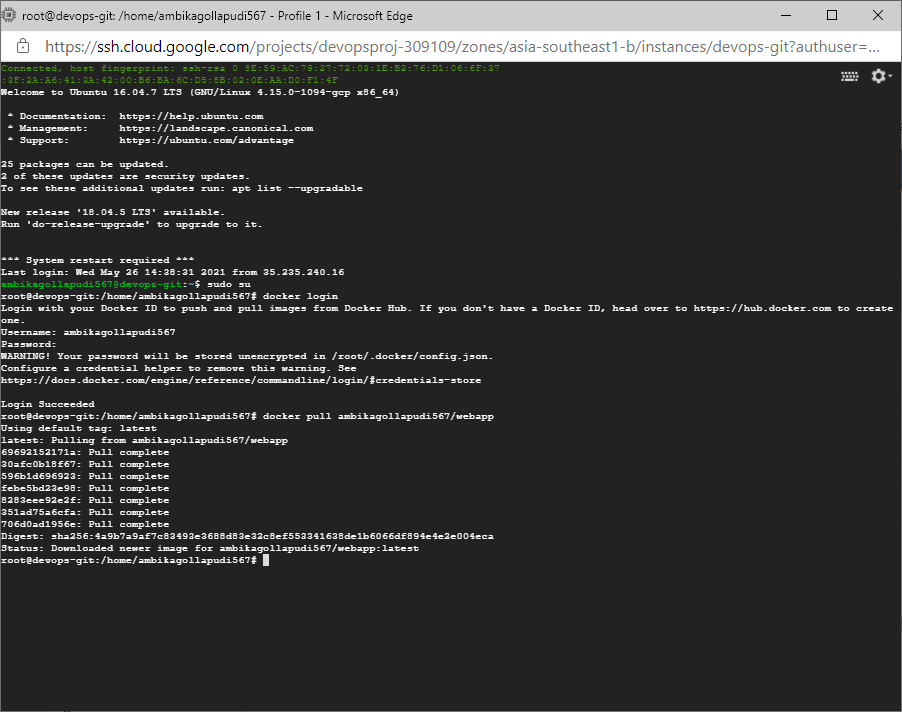 root@devops-git: /home/ambikagollapudi567 - Profile 1 - Microsoft Edge
https://ssh.cloud.google.com/projects/devopsproj-309109/zones/asia-southeast1-b/instances/devops-git?authuser=...
Connected, host fingerprint: ssh-rsa 0 8E:59:AC:79:27:72:03:1E:B2:76:D1:06:6F:37
:3F:2A:A6:41:3A:42:00:B6:BA:6C:D5:8B:02:0E:AA:D0:F1:4F
Welcome to Ubuntu 16.04.7 LTS (GNU/Linux 4.15.0-1094-gcp x86_64)
* Documentation:  https://help.ubuntu.com
* Management:     https://landscape.canonical.com
* Support:        https://ubuntu.com/advantage
25 packages can be updated.
2 of these updates are security updates.
To see these additional updates run: apt list --upgradable
New release '18.04.5 LTS' available.
Run 'do-release-upgrade' to upgrade to it.
*** System restart required ***
Last login: Wed May 26 14:38:31 2021 from 35.235.240.16
ambikagollapudi567@devops-git:~$ sudo su
root@devops-git:/home/ambikagollapudi567# docker login
Login with your Docker ID to push and pull images from Docker Hub. If you don't have a Docker ID, head over to https://hub.docker.com to create
one.
Username: ambikagollapudi567
Password:
WARNING! Your password will be stored unencrypted in /root/.docker/config.json.
Configure a credential helper to remove this warning. See
https://docs.docker.com/engine/reference/commandline/login/#credentials-store
Login Succeeded
root@devops-git:/home/ambikagollapudi567# docker pull ambikagollapudi567/webapp
Using default tag: latest
latest: Pulling from ambikagollapudi567/webapp
69692152171a: Pull complete
30afc0b18f67: Pull complete
596b1d696923: Pull complete
febe5bd23e98: Pull complete
8283eee92e2f: Pull complete
351ad75a6cfa: Pull complete
706d0ad1956e: Pull complete
Digest: sha256:4a9b7a9af7c83493e3688d83e32c8ef553341638de1b6066df894e4e2e004eca
Status: Downloaded newer image for ambikagollapudi567/webapp:latest
root@devops-git:/home/ambikagollapudi567#